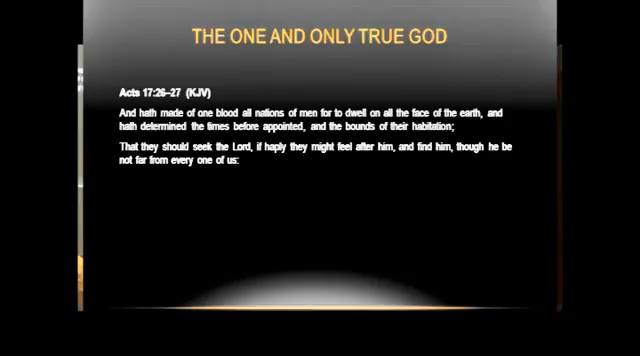 THE ONE AND ONLY TRUE GOD
Acts 17:26–27 (KJV)
And hath made of one blood all nations of men for to dwell on all the face of the earth, and
hath determined the times before appointed, and the bounds of their habitation;
That they should seek the Lord, if haply they might feel after him, and find him, though he be
not far from every one of us: